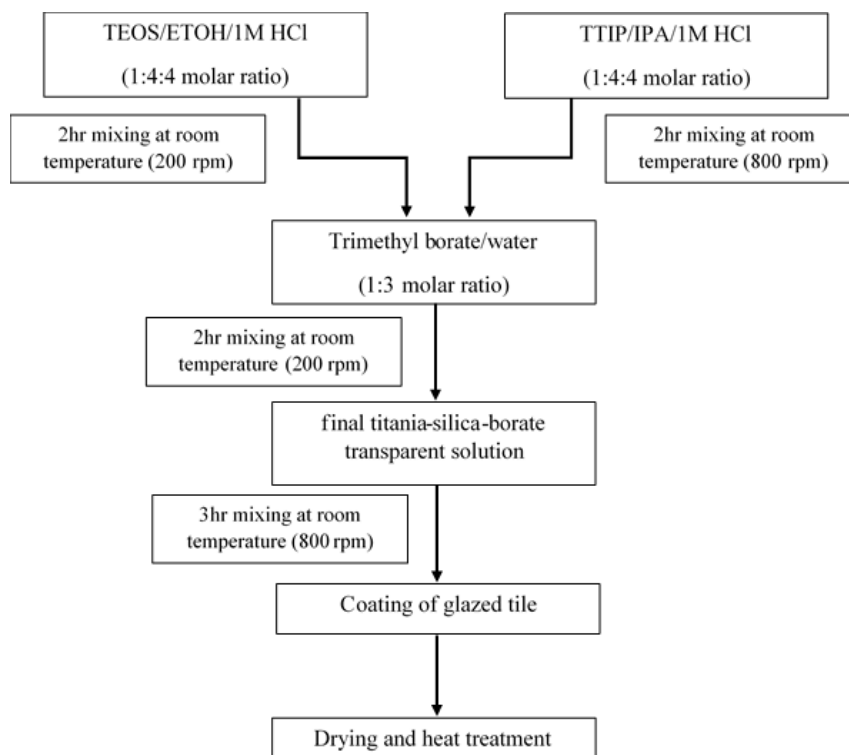 TEOS/ETOH/1M HCl
(1:4:4 molar ratio)
TTIP/IPA/1M HCl
(1:4:4 molar ratio)
2hr mixing at room
temperature (200 rpm)
2hr mixing at room
temperature (800 rpm)
Trimethyl borate/water
(1:3 molar ratio)
2hr mixing at room
temperature (200 rpm)
final titania-silica-borate
transparent solution
3hr mixing at room
temperature (800 rpm)
Coating of glazed tile
Drying and heat treatment